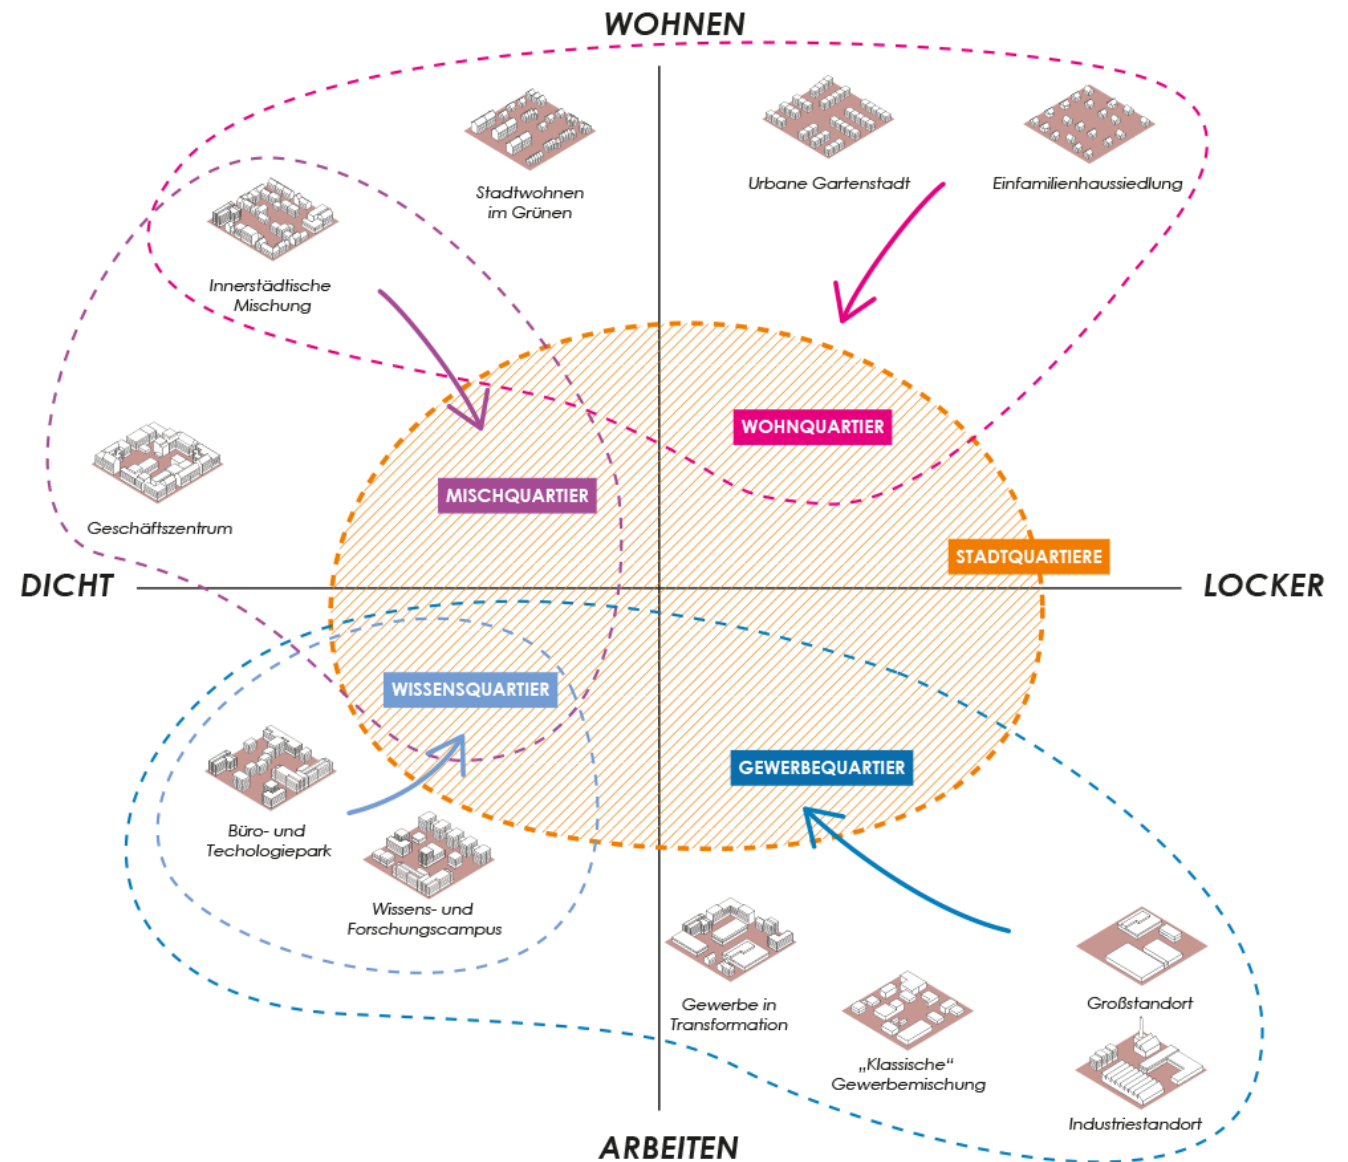 WOHNEN
Stadtwohnen
im Grünen
Urbane Gartenstadt
Einfamilienhaussiedlung
Innerstädtische
Mischung
WOHNQUARTIER
MISCHQUARTIER
Geschäftszentrum
STADTQUARTIERE
DICHT
LOCKER
WISSENSQUARTIER
GEWERBEQUARTIER
Büro- und
Techologiepark
Wissens- und
Forschungscampus
Gewerbe in
Transformation
Großstandort
„Klassische“
Gewerbemischung
Industriestandort
ARBEITEN